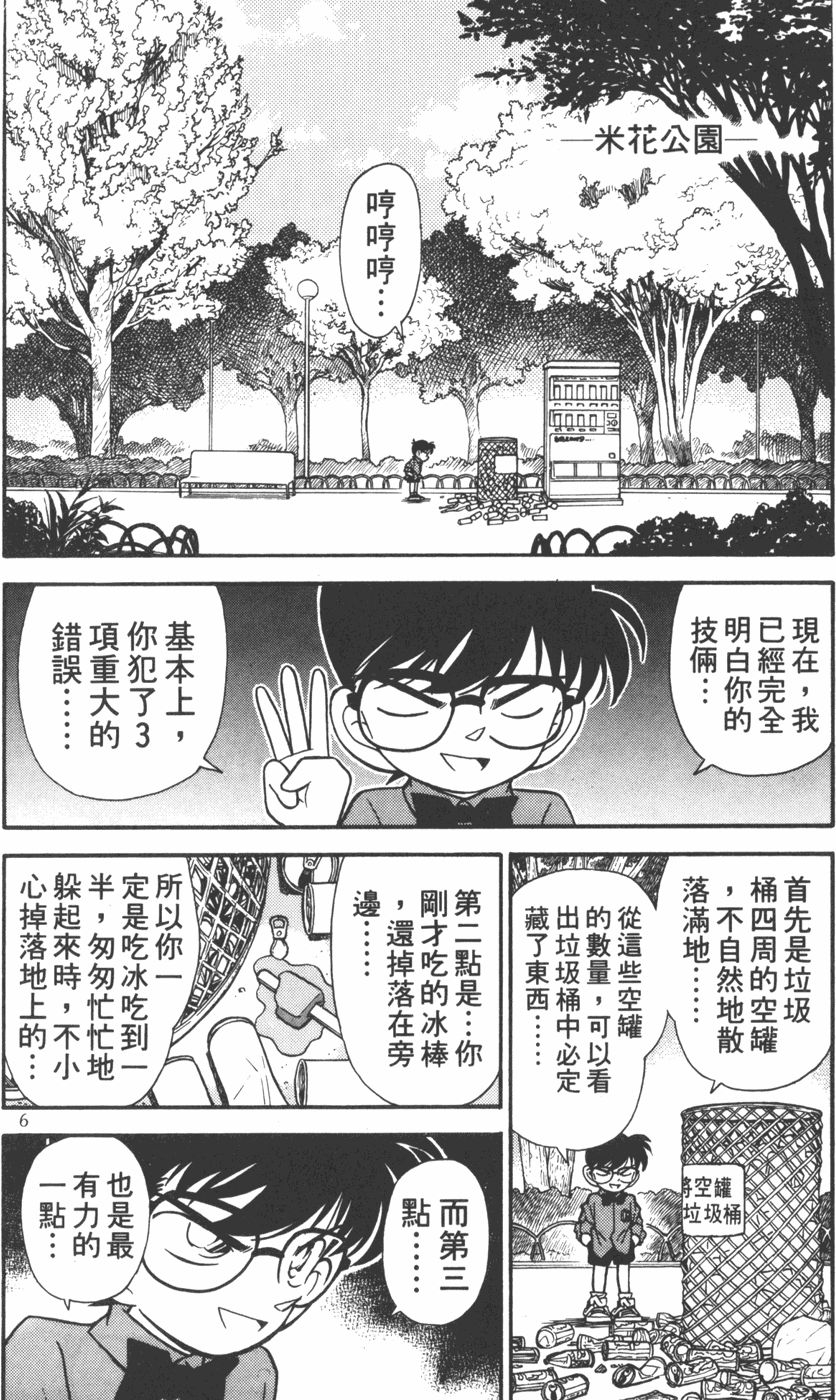 —米花公園—
哼哼哼…
現在，我
已經完全
明白你的
技倆…
基本上，
你犯了3
項重大的
錯誤……
首先是垃圾
桶四周的空罐
，不自然地散
落滿地……
從這些空罐
的數量，可以看
出垃圾桶中必定
藏了東西……
將空罐
垃圾桶
第二點是…你
剛才吃的冰棒
，還掉落在旁
邊……
所以你一
定是吃冰吃到一
半，匆匆忙忙地
躲起來時，不小
心掉落地上的…
6
而第三
點……
也是最
有力的
一點…